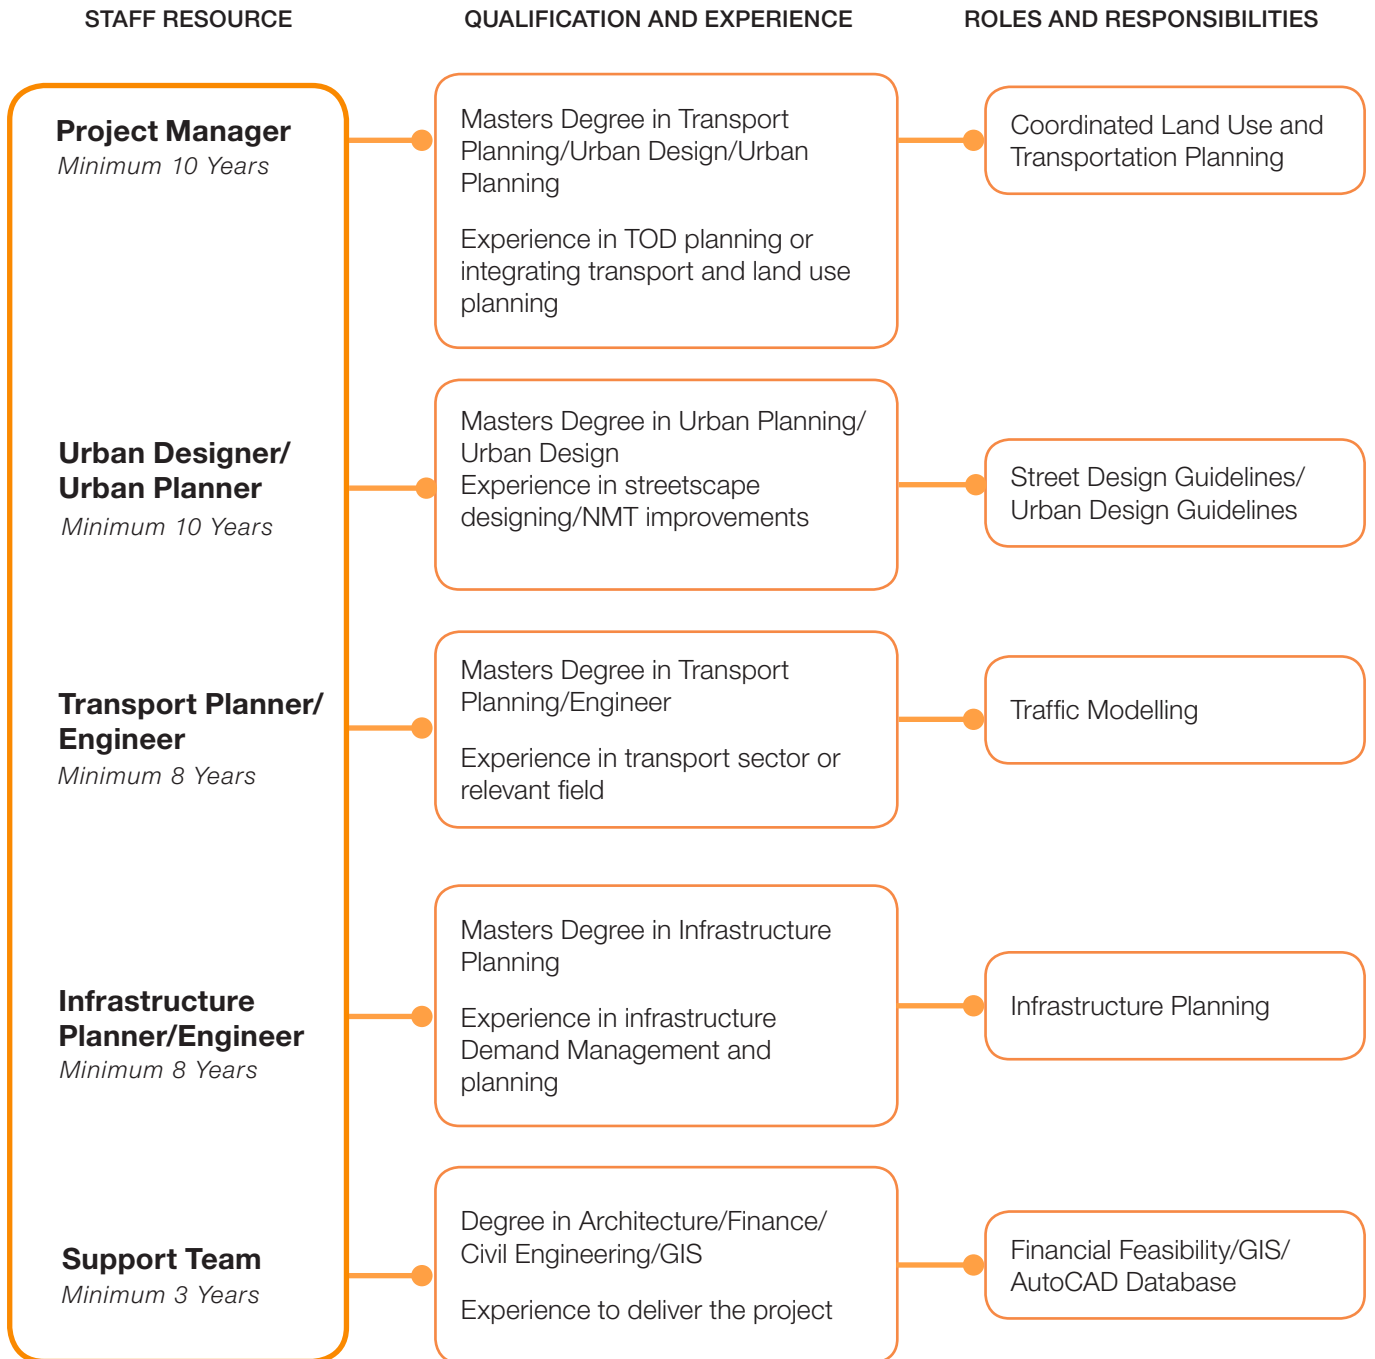 STAFF RESOURCE
QUALIFICATION AND EXPERIENCE
ROLES AND RESPONSIBILITIES
Project Manager
Minimum 10 Years
Masters Degree in Transport
Planning/Urban Design/Urban
Planning
Experience in TOD planning or
integrating transport and land use
planning
Coordinated Land Use and
Transportation Planning
Urban Designer/
Urban Planner
Minimum 10 Years
Masters Degree in Urban Planning/
Urban Design
Experience in streetscape
designing/NMT improvements
Street Design Guidelines/
Urban Design Guidelines
Transport Planner/
Engineer
Minimum 8 Years
Masters Degree in Transport
Planning/Engineer
Experience in transport sector or
relevant field
Traffic Modelling
Infrastructure
Planner/Engineer
Minimum 8 Years
Masters Degree in Infrastructure
Planning
Experience in infrastructure
Demand Management and
planning
Infrastructure Planning
Support Team
Minimum 3 Years
Degree in Architecture/Finance/
Civil Engineering/GIS
Experience to deliver the project
Financial Feasibility/GIS/
AutoCAD Database